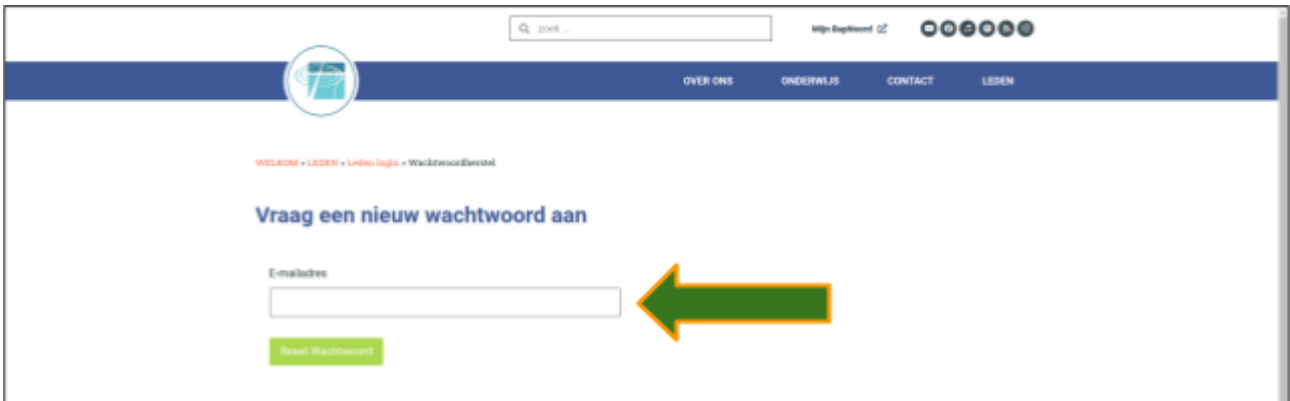 zoek ...
Mijn BapNoord
OVER ONS ONDERWIJS CONTACT LEDEN
WELKOM » LEDEN » Leden login » Wachtwoordherstel
Vraag een nieuw wachtwoord aan
E-mailadres
Reset Wachtwoord